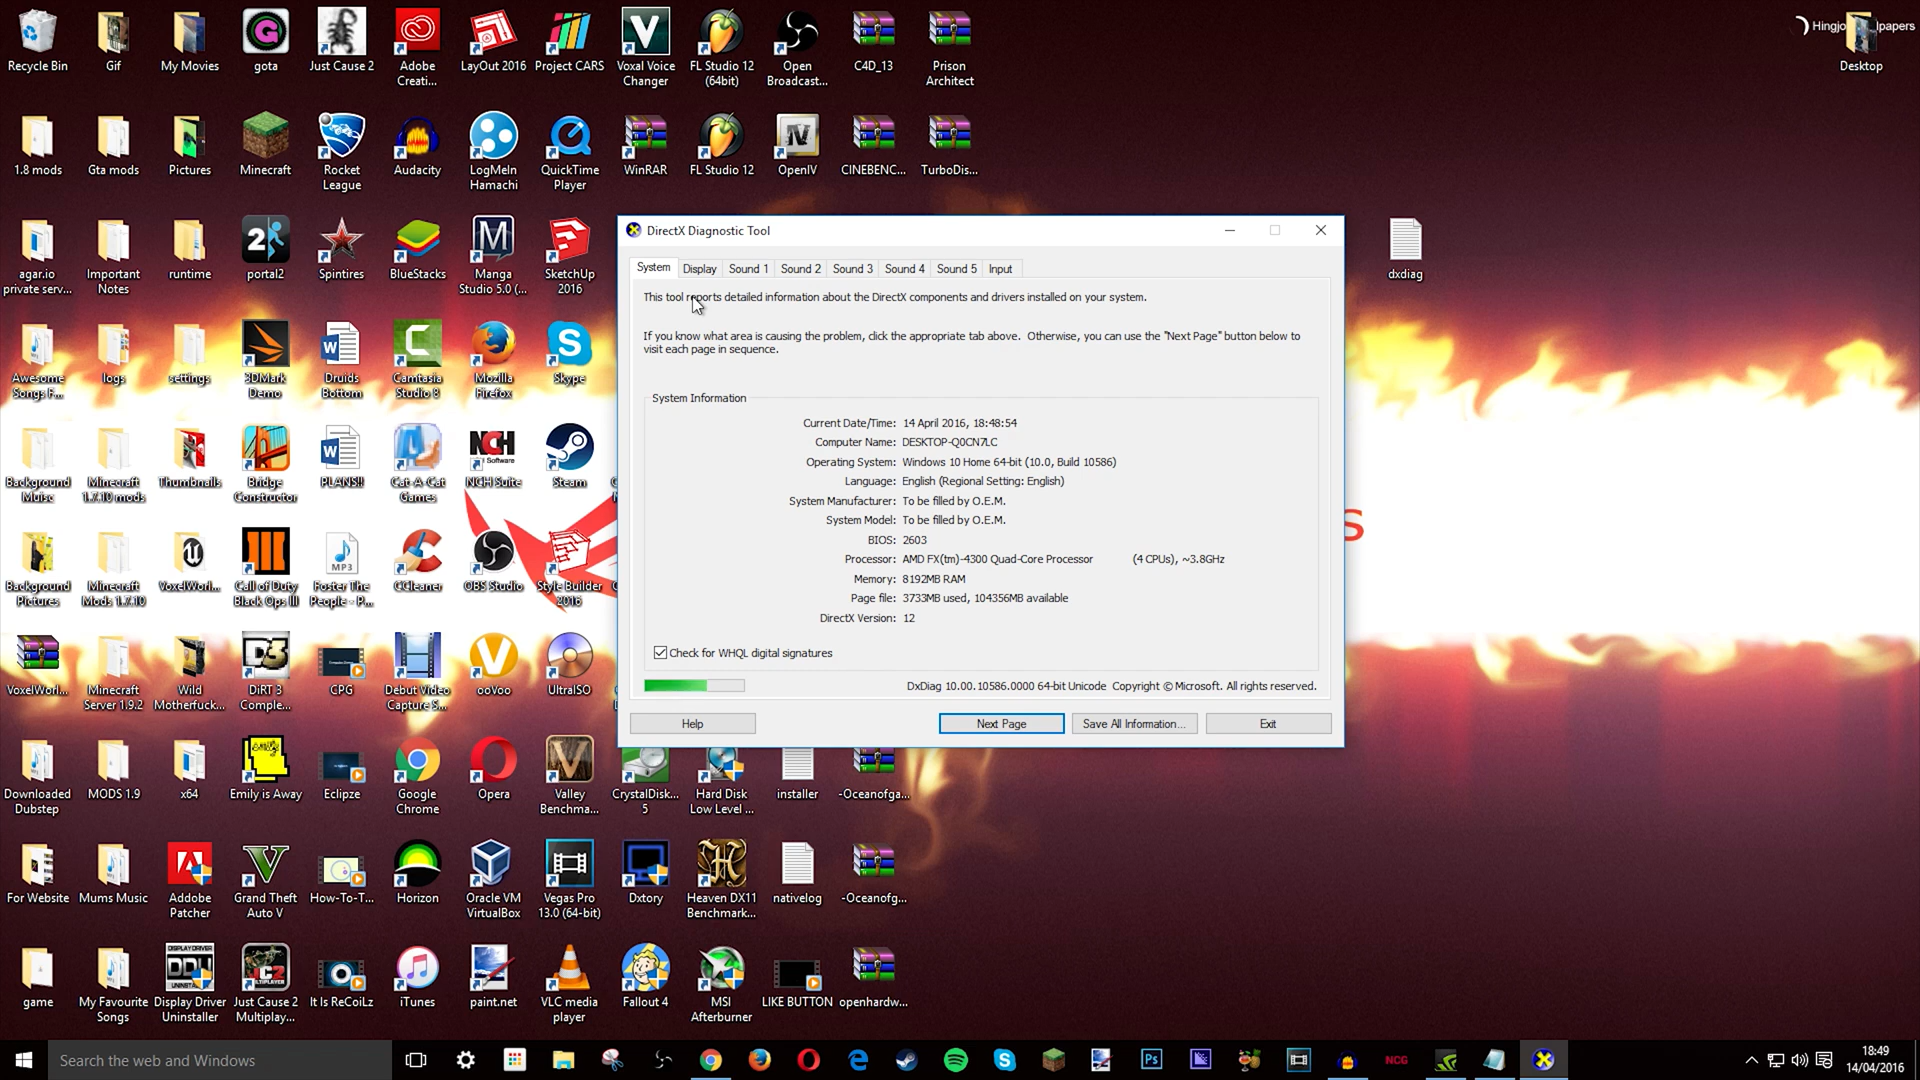 Recycle Bin
Gif
My Movies
gota
Just Cause 2
Adobe
Creati...
LayOut 2016
Project CARS
Voxal Voice
Changer
FL Studio 12
(64bit)
Open
Broadcast...
C4D_13
Prison
Architect
Desktop
1.8 mods
Gta mods
Pictures
Minecraft
Rocket
League
Audacity
LogMeIn
Hamachi
QuickTime
Player
WinRAR
FL Studio 12
OpenIV
CINEBENC...
TurboDis...
agar.io
private serv...
Important
Notes
runtime
portal2
Spintires
BlueStacks
Manga
Studio 5.0 (...
SketchUp
2016
dxdiag
DirectX Diagnostic Tool
System
Display
Sound 1
Sound 2
Sound 3
Sound 4
Sound 5
Input
This tool reports detailed information about the DirectX components and drivers installed on your system.
If you know what area is causing the problem, click the appropriate tab above. Otherwise, you can use the "Next Page" button below to
visit each page in sequence.
System Information
Current Date/Time: 14 April 2016, 18:48:54
Computer Name: DESKTOP-Q0CN7LC
Operating System: Windows 10 Home 64-bit (10.0, Build 10586)
Language: English (Regional Setting: English)
System Manufacturer: To be filled by O.E.M.
System Model: To be filled by O.E.M.
BIOS: 2603
Processor: AMD FX(tm)-4300 Quad-Core Processor (4 CPUs), ~3.8GHz
Memory: 8192MB RAM
Page file: 3733MB used, 104356MB available
DirectX Version: 12
Check for WHQL digital signatures
DxDiag 10.00.10586.0000 64-bit Unicode Copyright © Microsoft. All rights reserved.
Help
Next Page
Save All Information...
Exit
Awesome
Songs F...
logs
settings
3DMark
Demo
Druids
Bottom
Camtasia
Studio 8
Mozilla
Firefox
Skype
Background
Muisc
Minecraft
1.7.10 mods
Thumbnails
Bridge
Constructor
PLANS!!
Cat-A-Cat
Games
NCH Suite
Steam
Background
Pictures
Minecraft
Mods 1.7.10
VoxelWorl...
Call of Duty
Black Ops III
Foster The
People - P...
CCleaner
OBS Studio
Style Builder
2016
VoxelWorl...
Minecraft
Server 1.9.2
Wild
Motherfuck...
DiRT 3
Comple...
CPG
Debut Video
Capture S...
ooVoo
UltraISO
Downloaded
Dubstep
MODS 1.9
x64
Emily is Away
Eclipze
Google
Chrome
Opera
Valley
Benchma...
CrystalDisk...
5
Hard Disk
Low Level ...
installer
-Oceanofga...
For Website
Mums Music
Adobe
Patcher
Grand Theft
Auto V
How-To-T...
Horizon
Oracle VM
VirtualBox
Vegas Pro
13.0 (64-bit)
Dxtory
Heaven DX11
Benchmark...
nativelog
-Oceanofg...
game
My Favourite
Songs
Display Driver
Uninstaller
Just Cause 2
Multiplay...
It Is ReCoiLz
iTunes
paint.net
VLC media
player
Fallout 4
MSI
Afterburner
LIKE BUTTON
openhardw...
Search the web and Windows
NCG
18:49
14/04/2016